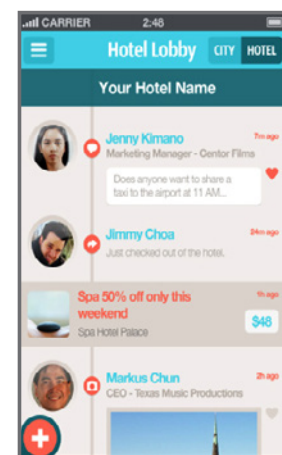 CARRIER 2:48
Hotel Lobby CITY HOTEL
Your Hotel Name
Jenny Kimano 7m ago
Marketing Manager - Centor Films
Does anyone want to share a
taxi to the airport at 11 AM...
Jimmy Choa 24m ago
Just checked out of the hotel.
Spa 50% off only this 1h ago
weekend
$48
Spa Hotel Palace
Markus Chun 2h ago
CEO - Texas Music Productions